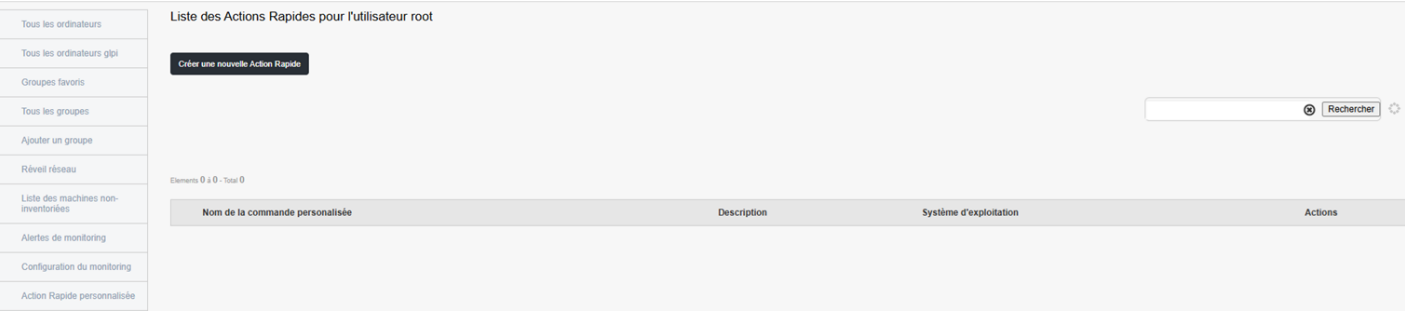 Tous les ordinateurs
Tous les ordinateurs glpi
Groupes favoris
Tous les groupes
Ajouter un groupe
Réveil réseau
Liste des machines non-
inventoriées
Alertes de monitoring
Configuration du monitoring
Action Rapide personnalisée
Liste des Actions Rapides pour l'utilisateur root
Créer une nouvelle Action Rapide
Rechercher
Elements 0 à 0 - Total 0
Nom de la commande personalisée Description Système d'exploitation Actions